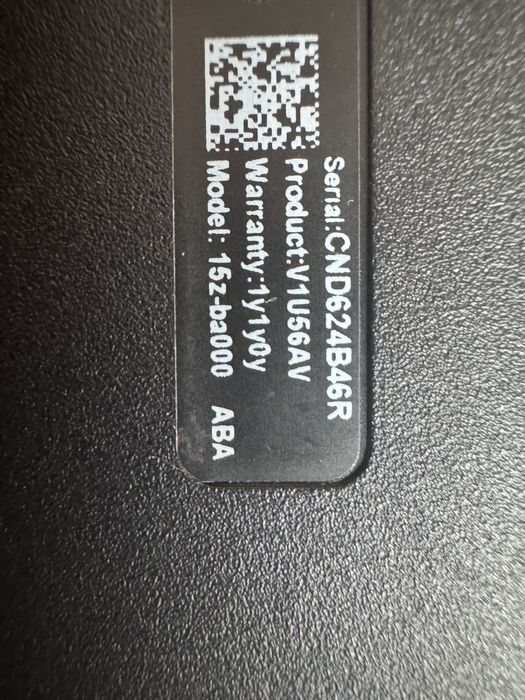 Serial:CND624B46R
Product:V1U56AV
Warranty:1y1y0y
Model: 15z-ba000 ABA